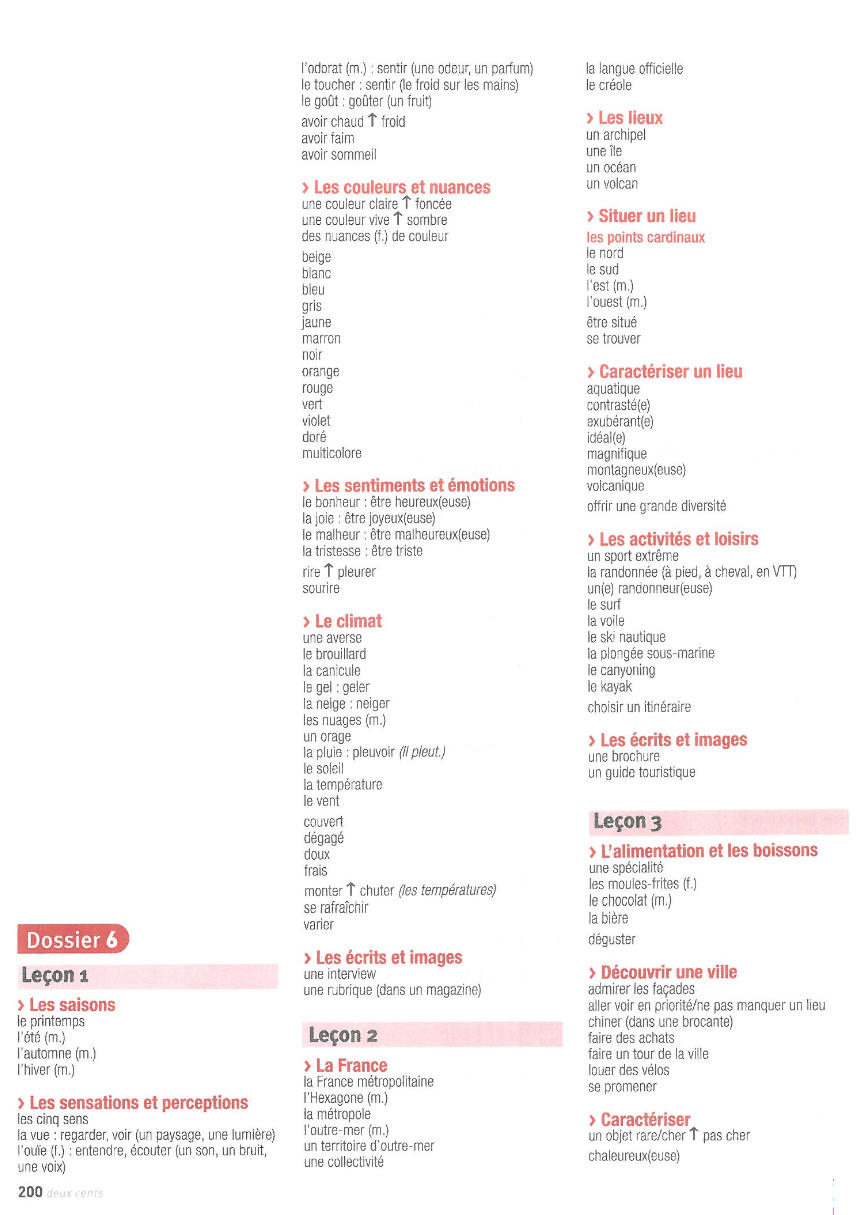 Dossier 6
Leçon 1
› Les saisons
le printemps
l'été (m.)
l'automne (m.)
l'hiver (m.)
› Les sensations et perceptions
les cinq sens
la vue : regarder, voir (un paysage, une lumière)
l'ouïe (f.) : entendre, écouter (un son, un bruit,
une voix)
200 deux cents
l'odorat (m.) : sentir (une odeur, un parfum)
le toucher : sentir (le froid sur les mains)
le goût : goûter (un fruit)
avoir chaud ↑ froid
avoir faim
avoir sommeil
› Les couleurs et nuances
une couleur claire ↑ foncée
une couleur vive ↑ sombre
des nuances (f.) de couleur
beige
blanc
bleu
gris
jaune
marron
noir
orange
rouge
vert
violet
doré
multicolore
› Les sentiments et émotions
le bonheur : être heureux(euse)
la joie : être joyeux(euse)
le malheur : être malheureux(euse)
la tristesse : être triste
rire ↑ pleurer
sourire
› Le climat
une averse
le brouillard
la canicule
le gel : geler
la neige : neiger
les nuages (m.)
un orage
la pluie : pleuvoir (il pleut.)
le soleil
la température
le vent
couvert
dégagé
doux
frais
monter ↑ chuter (les températures)
se rafraîchir
varier
› Les écrits et images
une interview
une rubrique (dans un magazine)
Leçon 2
› La France
la France métropolitaine
l'Hexagone (m.)
la métropole
l'outre-mer (m.)
un territoire d'outre-mer
une collectivité
la langue officielle
le créole
› Les lieux
un archipel
une île
un océan
un volcan
› Situer un lieu
les points cardinaux
le nord
le sud
l'est (m.)
l'ouest (m.)
être situé
se trouver
› Caractériser un lieu
aquatique
contrasté(e)
exubérant(e)
idéal(e)
magnifique
montagneux(euse)
volcanique
offrir une grande diversité
› Les activités et loisirs
un sport extrême
la randonnée (à pied, à cheval, en VTT)
un(e) randonneur(euse)
le surf
la voile
le ski nautique
la plongée sous-marine
le canyoning
le kayak
choisir un itinéraire
› Les écrits et images
une brochure
un guide touristique
Leçon 3
› L'alimentation et les boissons
une spécialité
les moules-frites (f.)
le chocolat (m.)
la bière
déguster
› Découvrir une ville
admirer les façades
aller voir en priorité/ne pas manquer un lieu
chiner (dans une brocante)
faire des achats
faire un tour de la ville
louer des vélos
se promener
› Caractériser
un objet rare/cher ↑ pas cher
chaleureux(euse)